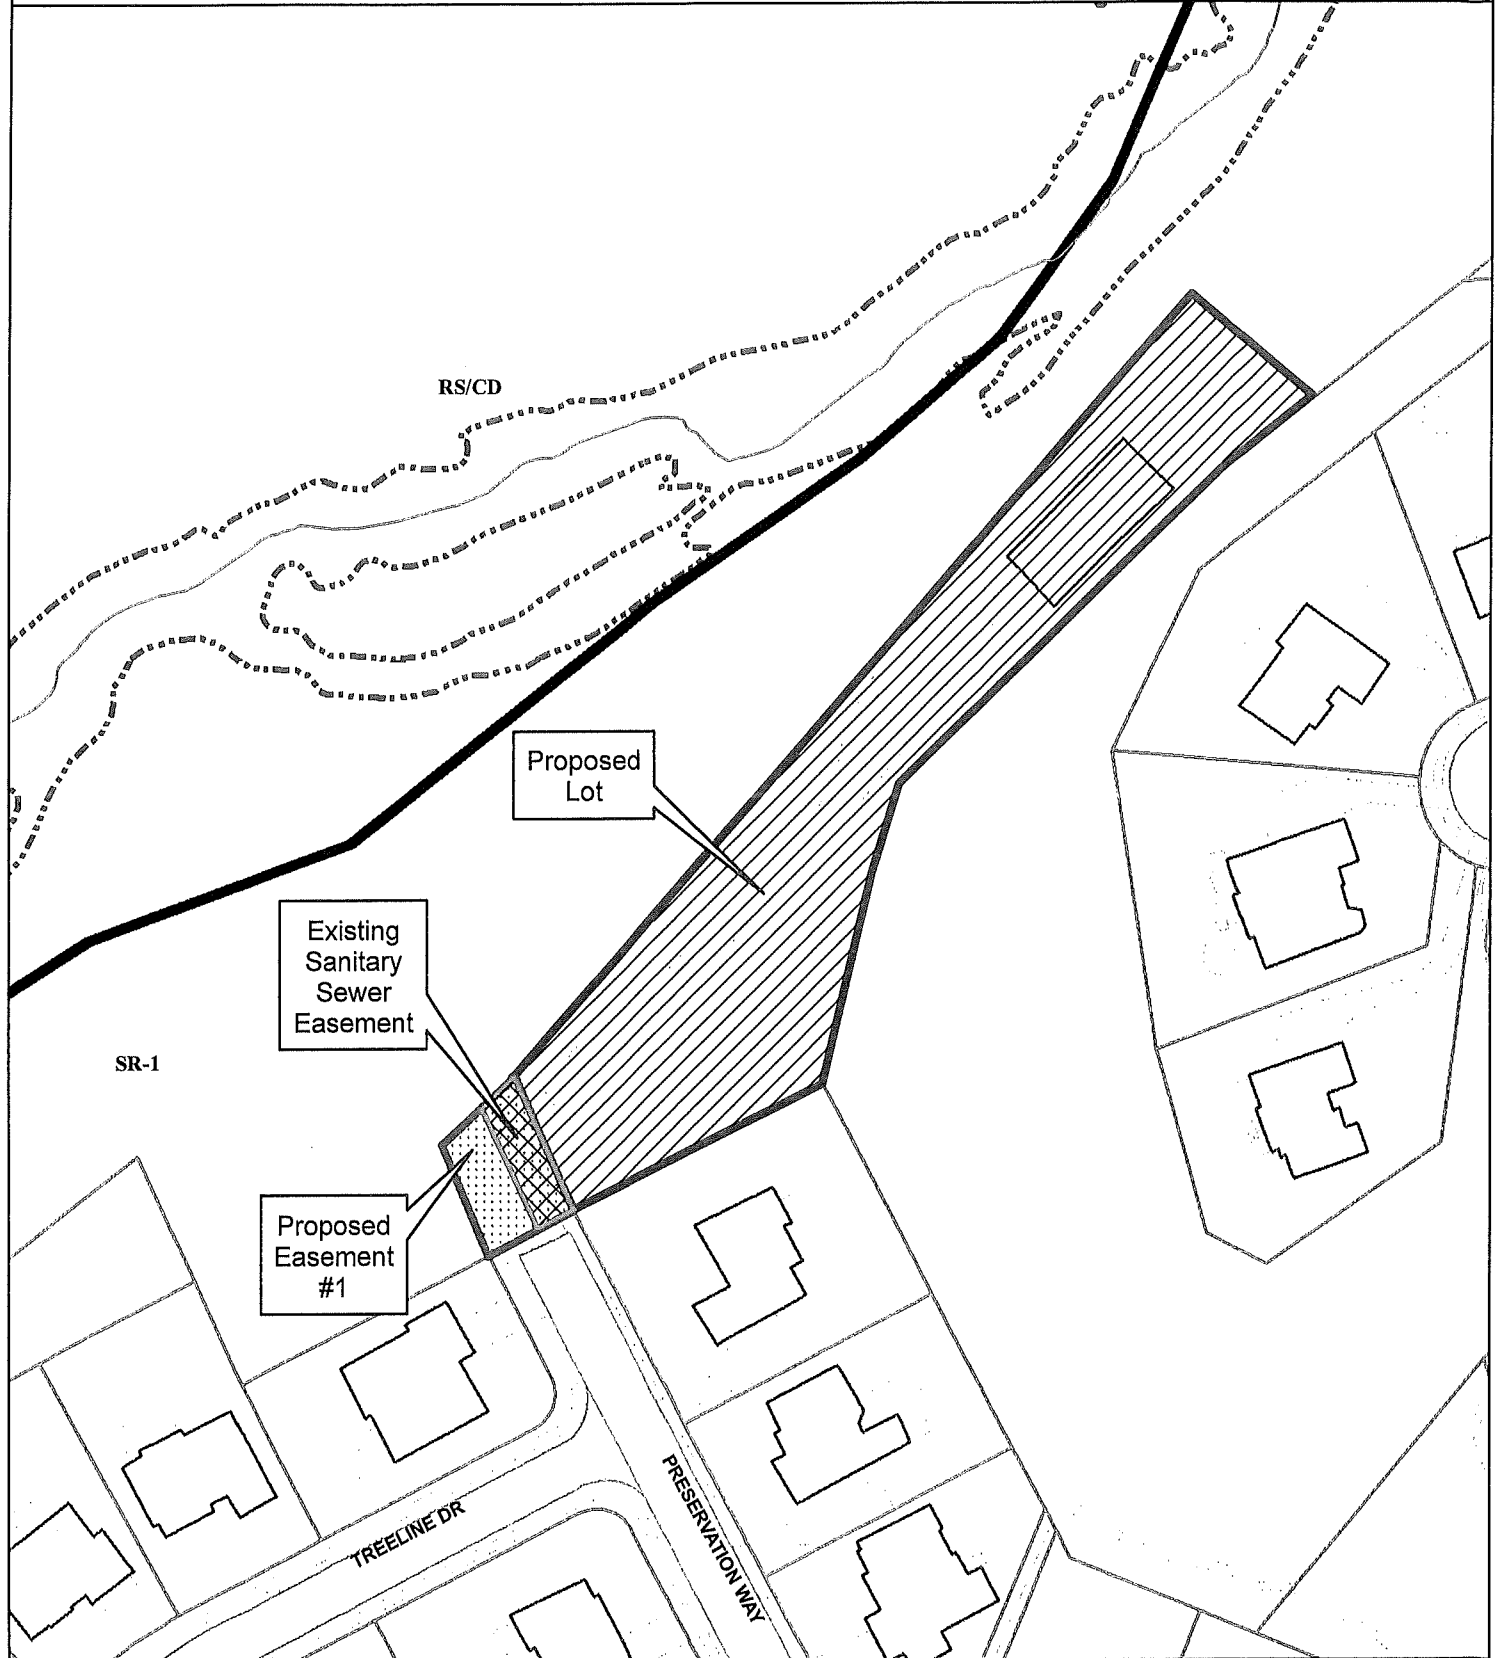 RS/CD
Proposed
Lot
Existing
Sanitary
Sewer
Easement
SR-1
Proposed
Easement
#1
TREELINE DR
PRESERVATION WAY